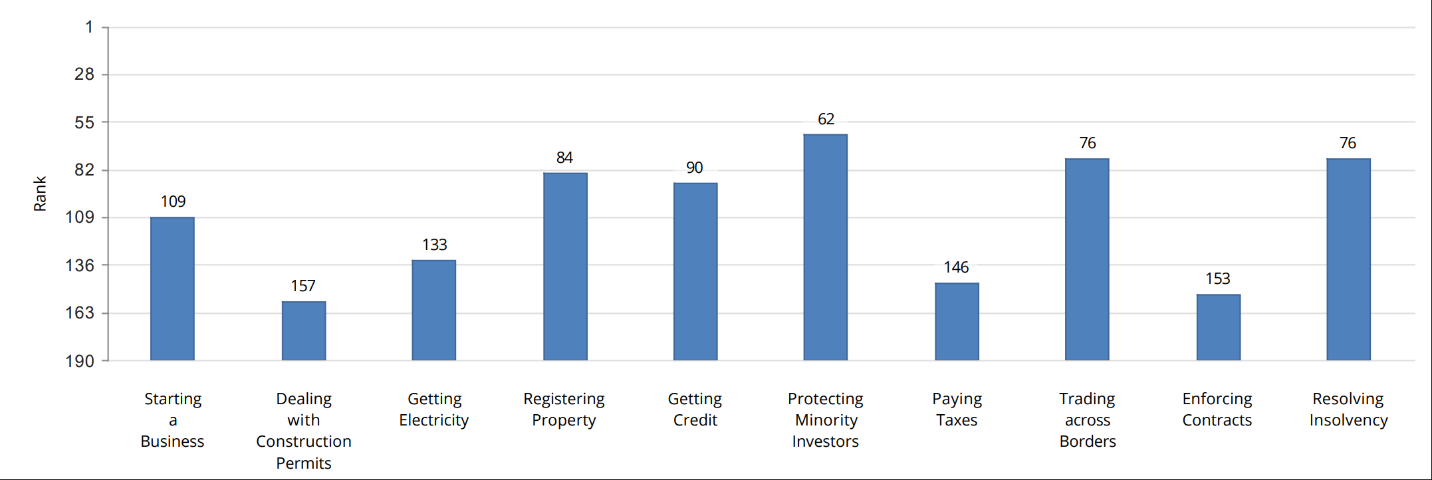 1
28
55
82
109
136
163
190
Rank
109
157
133
84
90
62
146
76
153
76
Starting
a
Business
Dealing
with
Construction
Permits
Getting
Electricity
Registering
Property
Getting
Credit
Protecting
Minority
Investors
Paying
Taxes
Trading
across
Borders
Enforcing
Contracts
Resolving
Insolvency